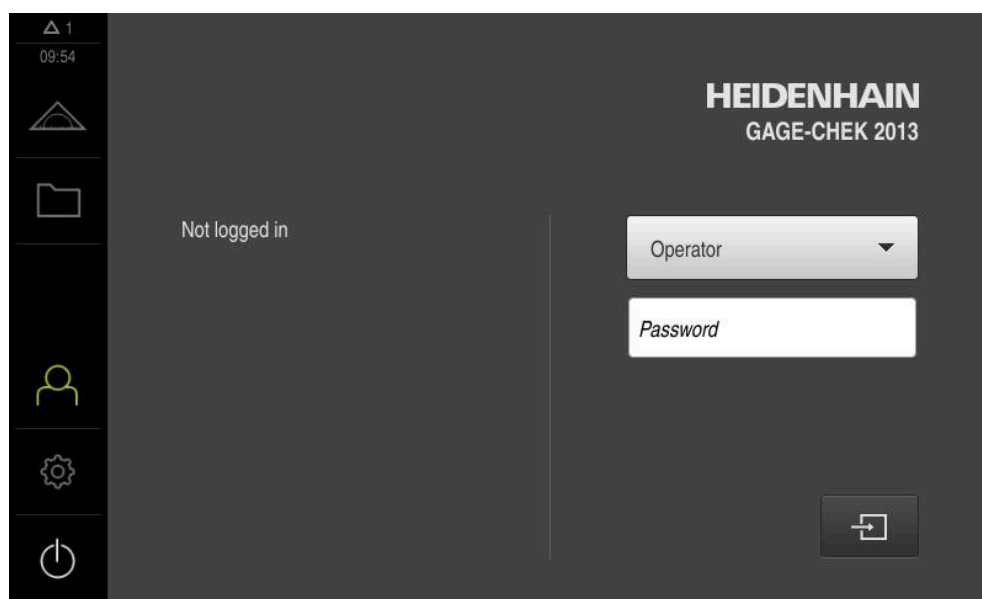 1
09:54
HEIDENHAIN
GAGE-CHEK 2013
Not logged in
Operator
Password